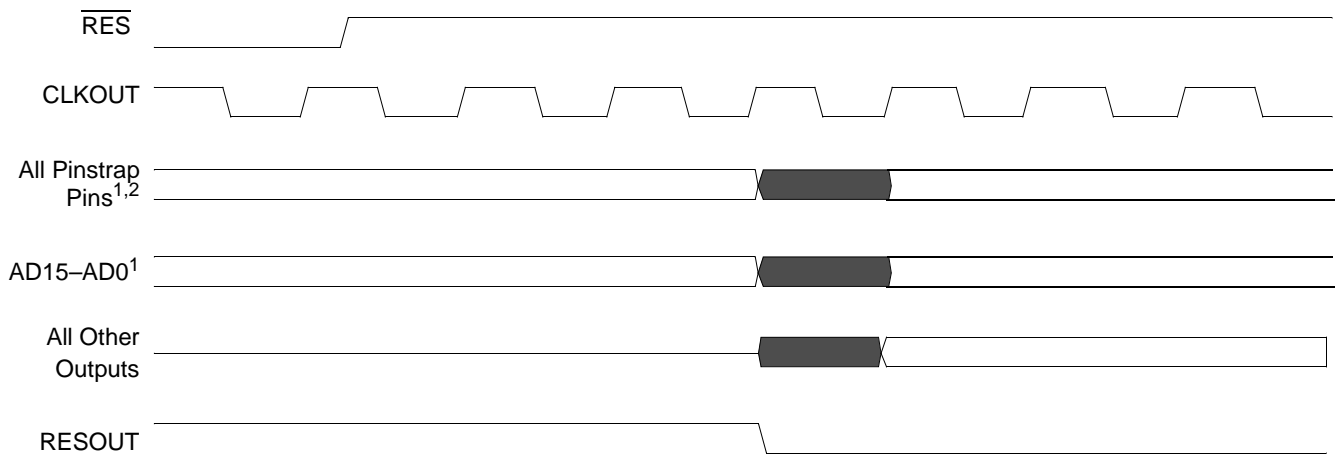 RES
CLKOUT
All Pinstrap
Pins1,2
AD15–AD01
All Other
Outputs
RESOUT